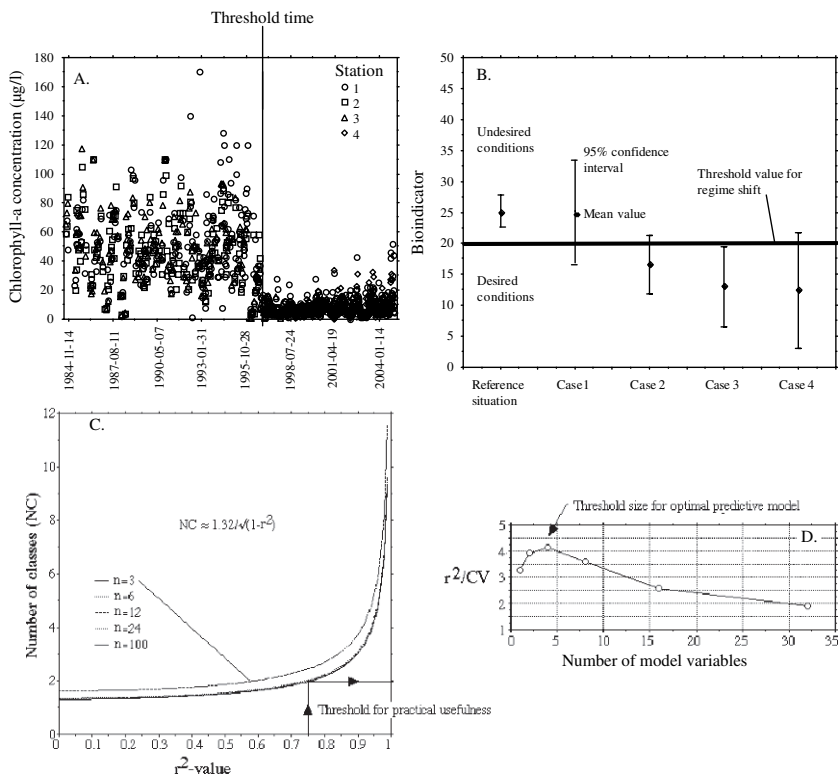 Threshold time
A.
Chlorophyll-a concentration (µg/l)
180
160
140
120
100
80
60
40
20
0
Station
1
2
3
4
1984-11-14
1987-08-11
1990-05-07
1993-01-31
1995-10-28
1998-07-24
2001-04-19
2004-01-14
B.
Bioindicator
50
45
40
35
30
25
20
15
10
5
0
Undesired
conditions
95% confidence
interval
Mean value
Threshold value for
regime shift
Desired
conditions
Reference
situation
Case 1
Case 2
Case 3
Case 4
C.
Number of classes (NC)
12
10
8
6
4
2
0
NC ≈ 1.32/√(1-r²)
n=3
n=6
n=12
n=24
n=100
Threshold for practical usefulness
0
0.1
0.2
0.3
0.4
0.5
0.6
0.7
0.8
0.9
1
r²-value
Threshold size for optimal predictive model
D.
r²/CV
5
4
3
2
1
0
5
10
15
20
25
30
35
Number of model variables